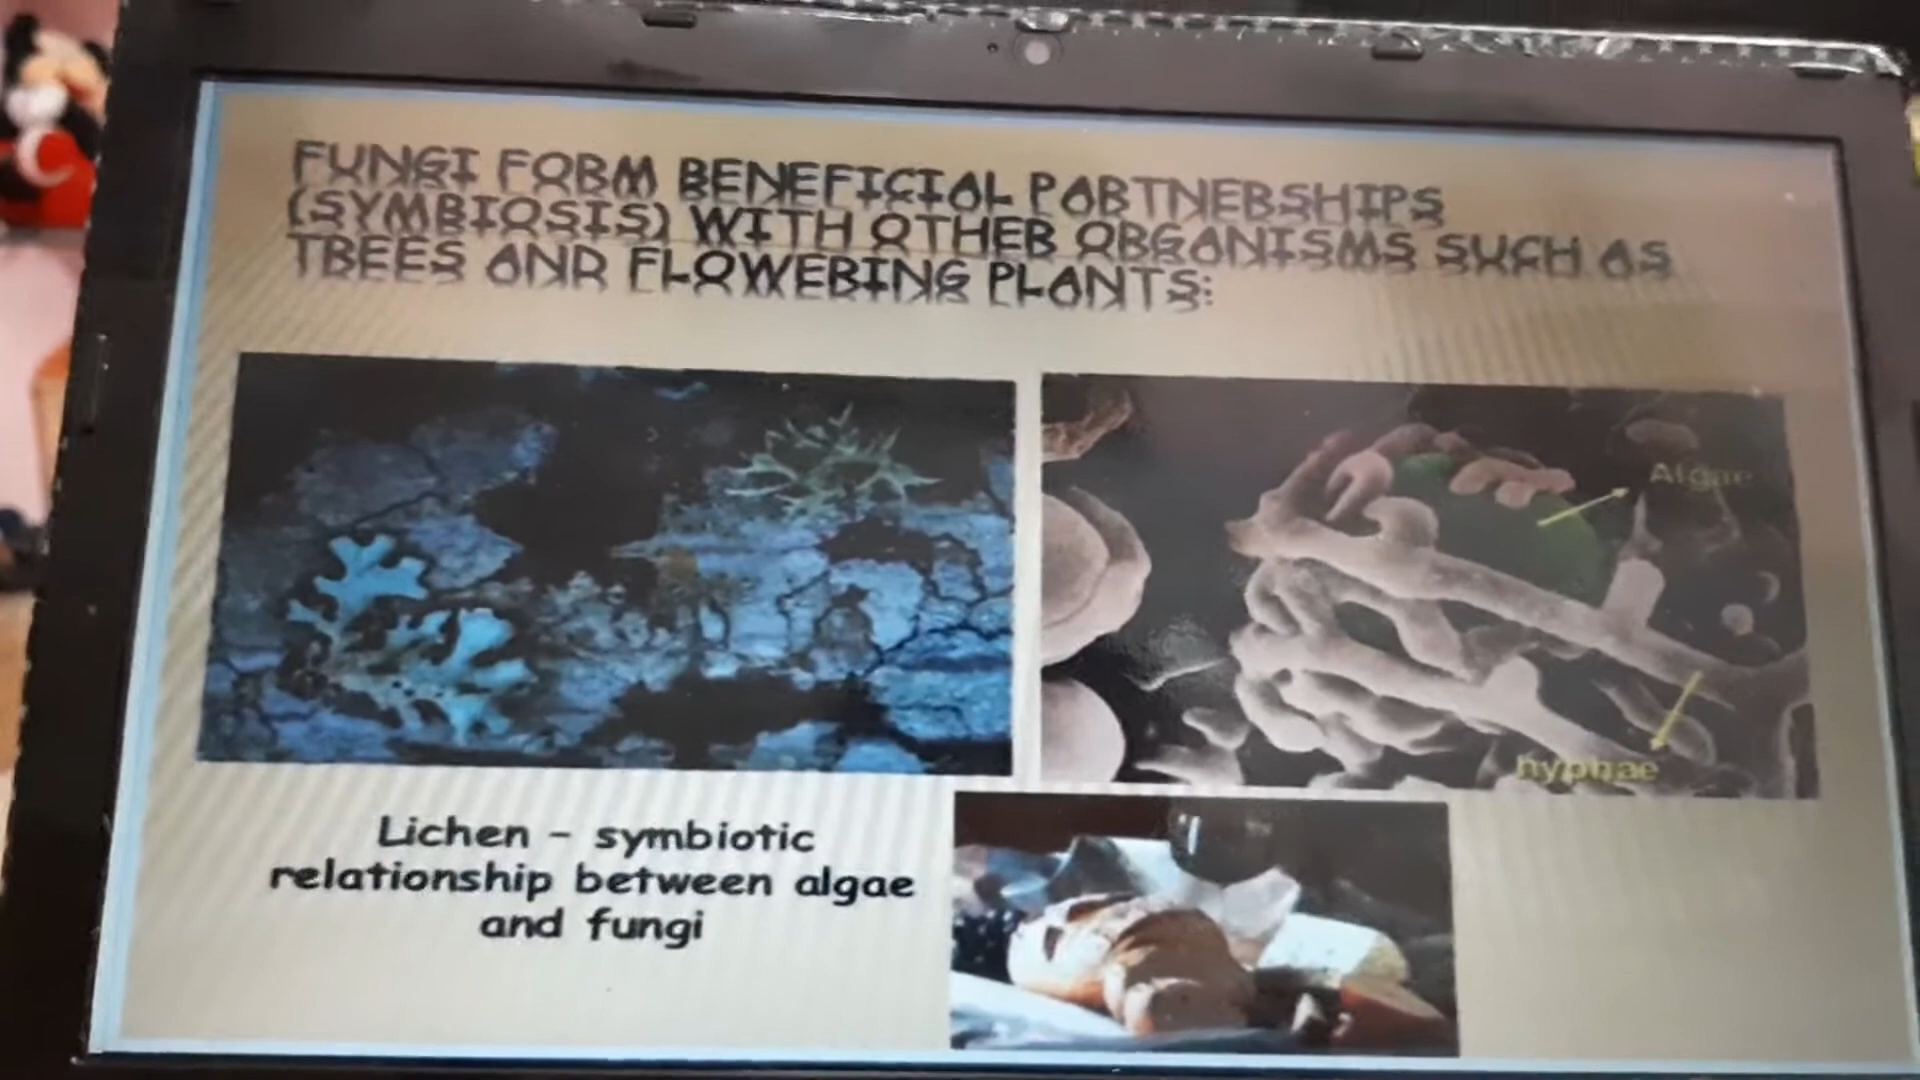 FUNGI FORM BENEFICIAL PARTNERSHIPS
(SYMBIOSIS) WITH OTHER ORGANISMS SUCH AS
TREES AND FLOWERING PLANTS:
Algae
hyphae
Lichen – symbiotic
relationship between algae
and fungi